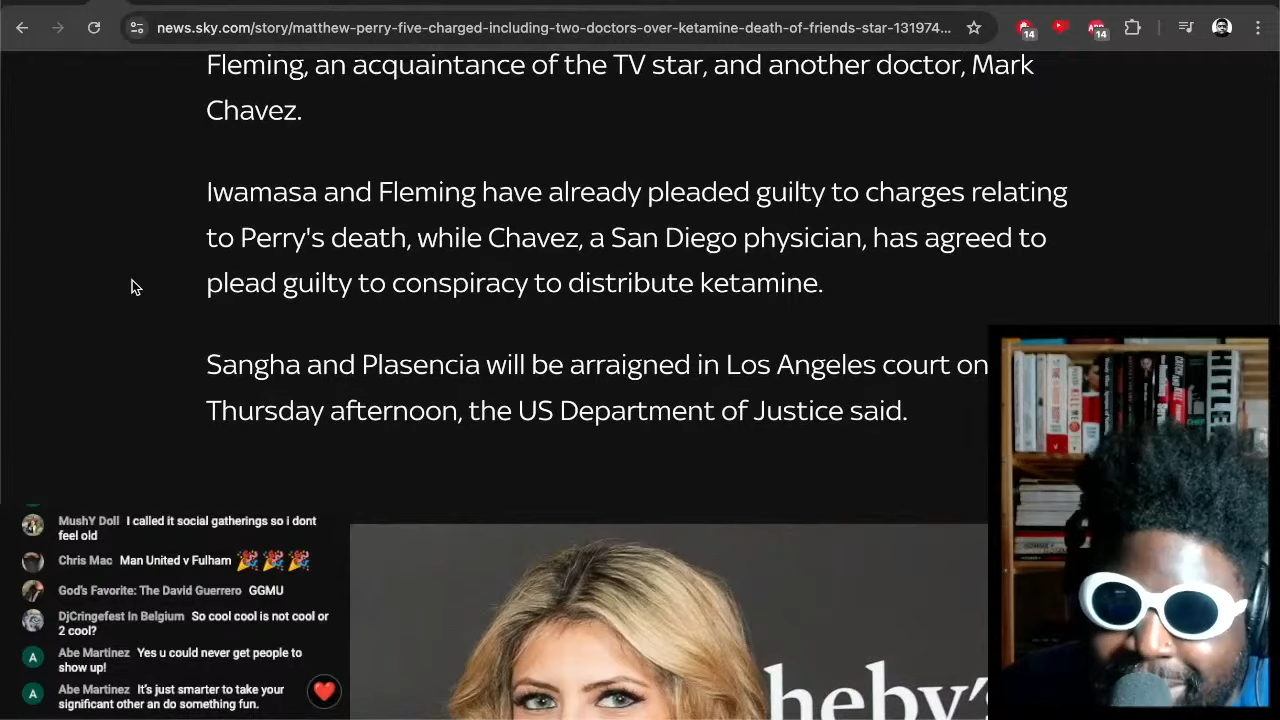 news.sky.com/story/matthew-perry-five-charged-including-two-doctors-over-ketamine-death-of-friends-star-131974...
14
14
Fleming, an acquaintance of the TV star, and another doctor, Mark
Chavez.
Iwamasa and Fleming have already pleaded guilty to charges relating
to Perry's death, while Chavez, a San Diego physician, has agreed to
plead guilty to conspiracy to distribute ketamine.
Sangha and Plasencia will be arraigned in Los Angeles court on
Thursday afternoon, the US Department of Justice said.
MushY Doll I called it social gatherings so i dont
feel old
Chris Mac Man United v Fulham 🎉 🎉 🎉
God's Favorite: The David Guerrero GGMU
DjCringefest In Belgium So cool cool is not cool or
2 cool?
A Abe Martinez Yes u could never get people to
show up!
A Abe Martinez It's just smarter to take your
significant other an do something fun.
heby's
KILL ME
CATCH AND KILL
HITLER